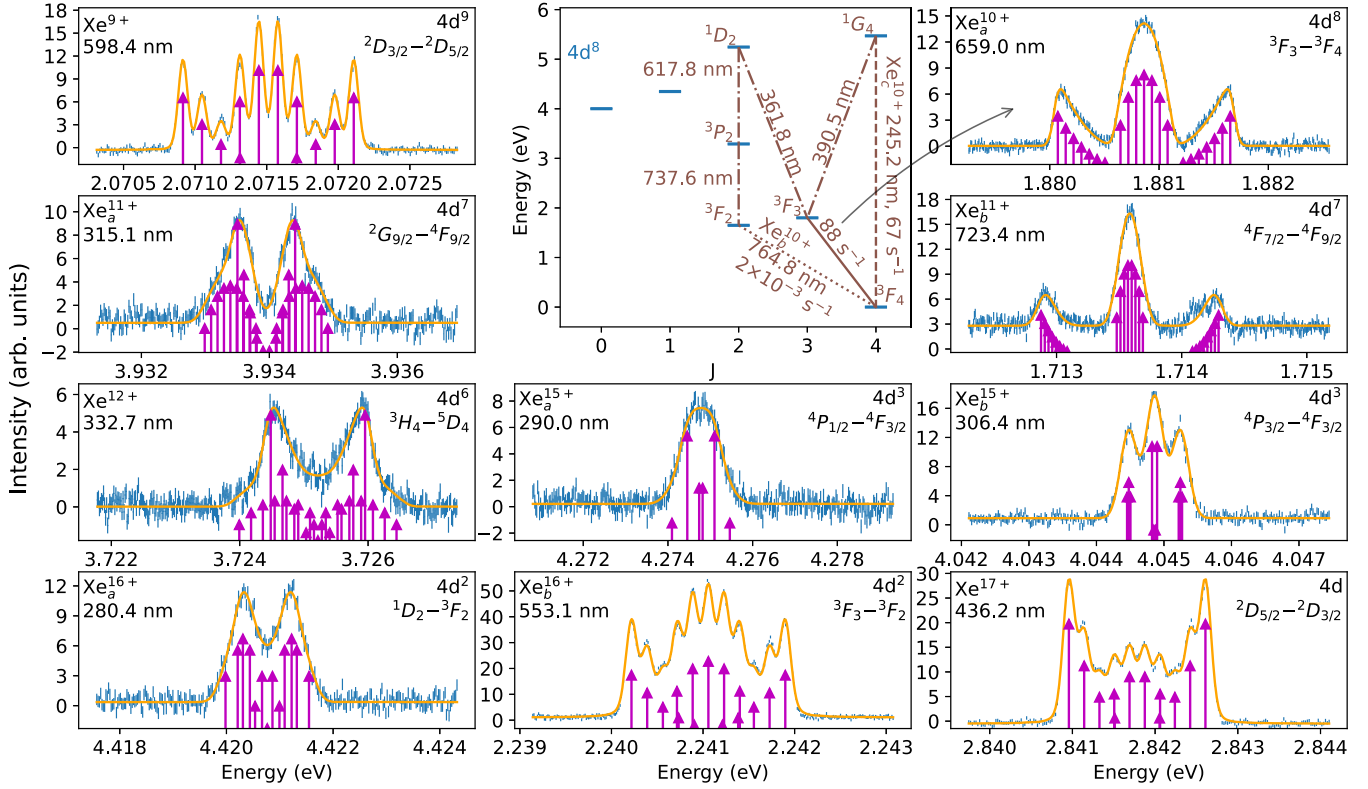 Intensity (arb. units)
Xe⁹⁺ 4d⁹
598.4 nm ²D₃/₂−²D₅/₂
18
15
12
9
6
3
0
2.0705 2.0710 2.0715 2.0720 2.0725
6
5
4
3
2
1
0
Energy (eV)
4d⁸
¹D₂
¹G₄
617.8 nm
³P₂
737.6 nm
³F₂
361.8 nm
390.5 nm
³F₃
88 s⁻¹
Xe_b¹⁰⁺
764.8 nm
2×10⁻³ s⁻¹
Xe_c¹⁰⁺ 245.2 nm, 67 s⁻¹
³F₄
0 1 2 3 4
J
Xe_a¹⁰⁺ 4d⁸
659.0 nm ³F₃−³F₄
15
12
9
6
3
0
1.880 1.881 1.882
Xe_a¹¹⁺ 4d⁷
315.1 nm ²G₉/₂−⁴F₉/₂
10
8
6
4
2
0
−2
3.932 3.934 3.936
Xe_b¹¹⁺ 4d⁷
723.4 nm ⁴F₇/₂−⁴F₉/₂
18
15
12
9
6
3
0
1.713 1.714 1.715
Xe¹²⁺ 4d⁶
332.7 nm ³H₄−⁵D₄
6
4
2
0
3.722 3.724 3.726
Xe_a¹⁵⁺ 4d³
290.0 nm ⁴P₁/₂−⁴F₃/₂
8
6
4
2
0
−2
4.272 4.274 4.276 4.278
Xe_b¹⁵⁺ 4d³
306.4 nm ⁴P₃/₂−⁴F₃/₂
16
12
8
4
0
4.042 4.043 4.044 4.045 4.046 4.047
Xe_a¹⁶⁺ 4d²
280.4 nm ¹D₂−³F₂
12
9
6
3
0
4.418 4.420 4.422 4.424
Energy (eV)
Xe_b¹⁶⁺ 4d²
553.1 nm ³F₃−³F₂
50
40
30
20
10
0
2.239 2.240 2.241 2.242 2.243
Energy (eV)
Xe¹⁷⁺ 4d
436.2 nm ²D₅/₂−²D₃/₂
30
25
20
15
10
5
0
2.840 2.841 2.842 2.843 2.844
Energy (eV)